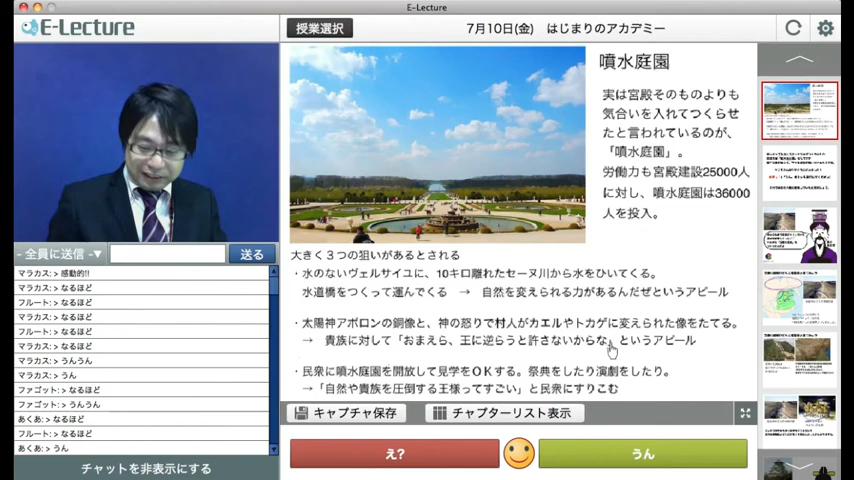 E-Lecture
E-Lecture
授業選択
7月10日(金) はじまりのアカデミー
噴水庭園
実は宮殿そのものよりも
気合いを入れてつくらせ
たと言われているのが、
「噴水庭園」。
労働力も宮殿建設25000人
に対し、噴水庭園は36000
人を投入。
大きく３つの狙いがあるとされる
・水のないヴェルサイユに、10キロ離れたセーヌ川から水をひいてくる。
水道橋をつくって運んでくる → 自然を変えられる力があるんだぜというアピール
・太陽神アポロンの銅像と、神の怒りで村人がカエルやトカゲに変えられた像をたてる。
→ 貴族に対して「おまえら、王に逆らうと許さないからな」というアピール
・民衆に噴水庭園を開放して見学をＯＫする。祭典をしたり演劇をしたり。
→「自然や貴族を圧倒する王様ってすごい」と民衆にすりこむ
- 全員に送信 -▼
送る
マラカス: > 感動的!!
マラカス: > なるほど
フルート: > なるほど
マラカス: > なるほど
フルート: > なるほど
マラカス: > なるほど
マラカス: > うんうん
マラカス: > うん
ファゴット: > なるほど
ファゴット: > うんうん
あくあ: > なるほど
フルート: > なるほど
あくあ: > うん
チャットを非表示にする
キャプチャ保存
チャプターリスト表示
え?
うん